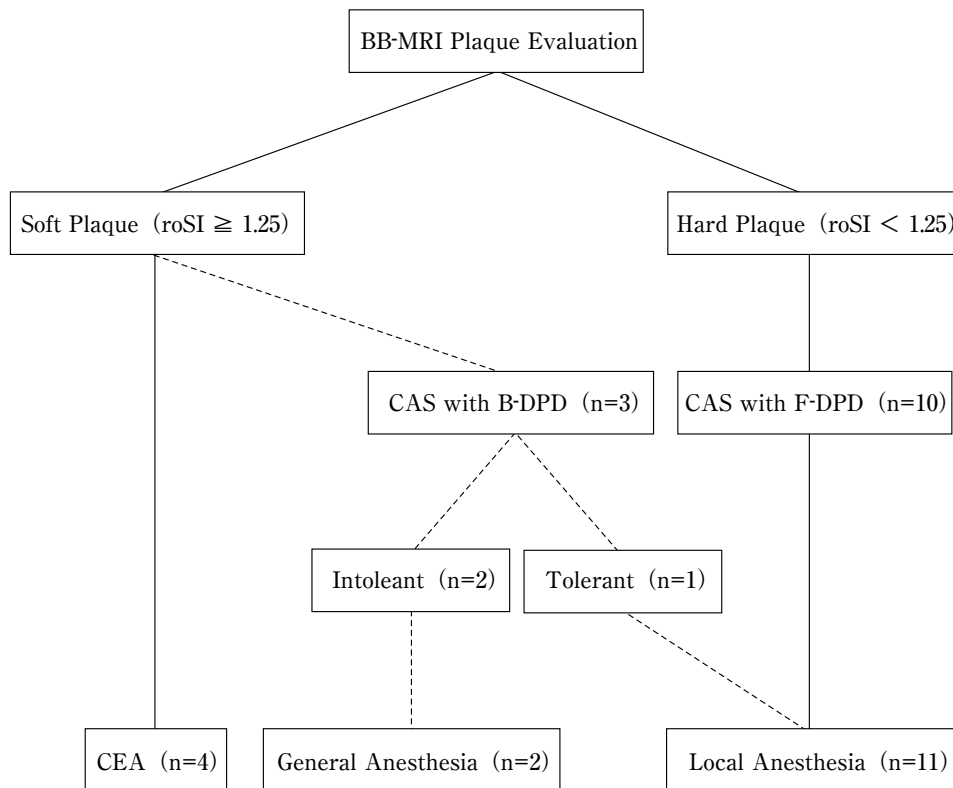 BB-MRI Plaque Evaluation
Soft Plaque (roSI ≧ 1.25)
Hard Plaque (roSI < 1.25)
CAS with B-DPD (n=3)
CAS with F-DPD (n=10)
Intoleant (n=2)
Tolerant (n=1)
CEA (n=4)
General Anesthesia (n=2)
Local Anesthesia (n=11)